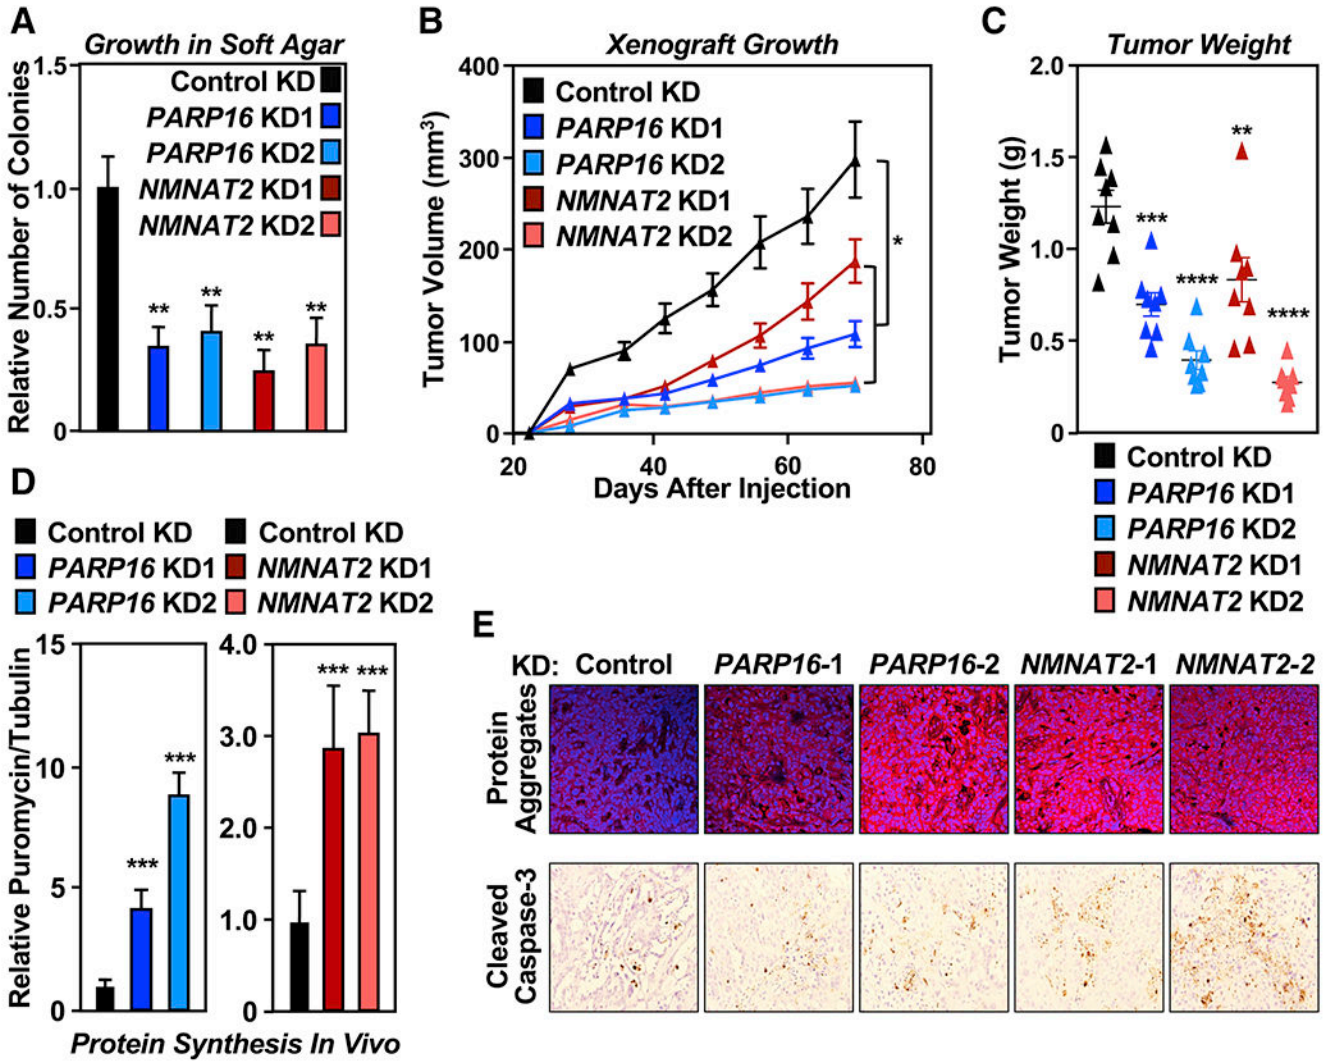 A
Growth in Soft Agar
Relative Number of Colonies
1.5
1.0
0.5
0
Control KD
PARP16 KD1
PARP16 KD2
NMNAT2 KD1
NMNAT2 KD2
**
**
**
**
B
Xenograft Growth
Tumor Volume (mm³)
400
300
200
100
0
Control KD
PARP16 KD1
PARP16 KD2
NMNAT2 KD1
NMNAT2 KD2
*
20 40 60 80
Days After Injection
C
Tumor Weight
Tumor Weight (g)
2.0
1.5
1.0
0.5
0
***
****
**
****
Control KD
PARP16 KD1
PARP16 KD2
NMNAT2 KD1
NMNAT2 KD2
D
Control KD
PARP16 KD1
PARP16 KD2
Control KD
NMNAT2 KD1
NMNAT2 KD2
Relative Puromycin/Tubulin
15
10
5
0
***
***
4.0
3.0
2.0
1.0
0
*** ***
Protein Synthesis In Vivo
E
KD: Control PARP16-1 PARP16-2 NMNAT2-1 NMNAT2-2
Protein
Aggregates
Cleaved
Caspase-3